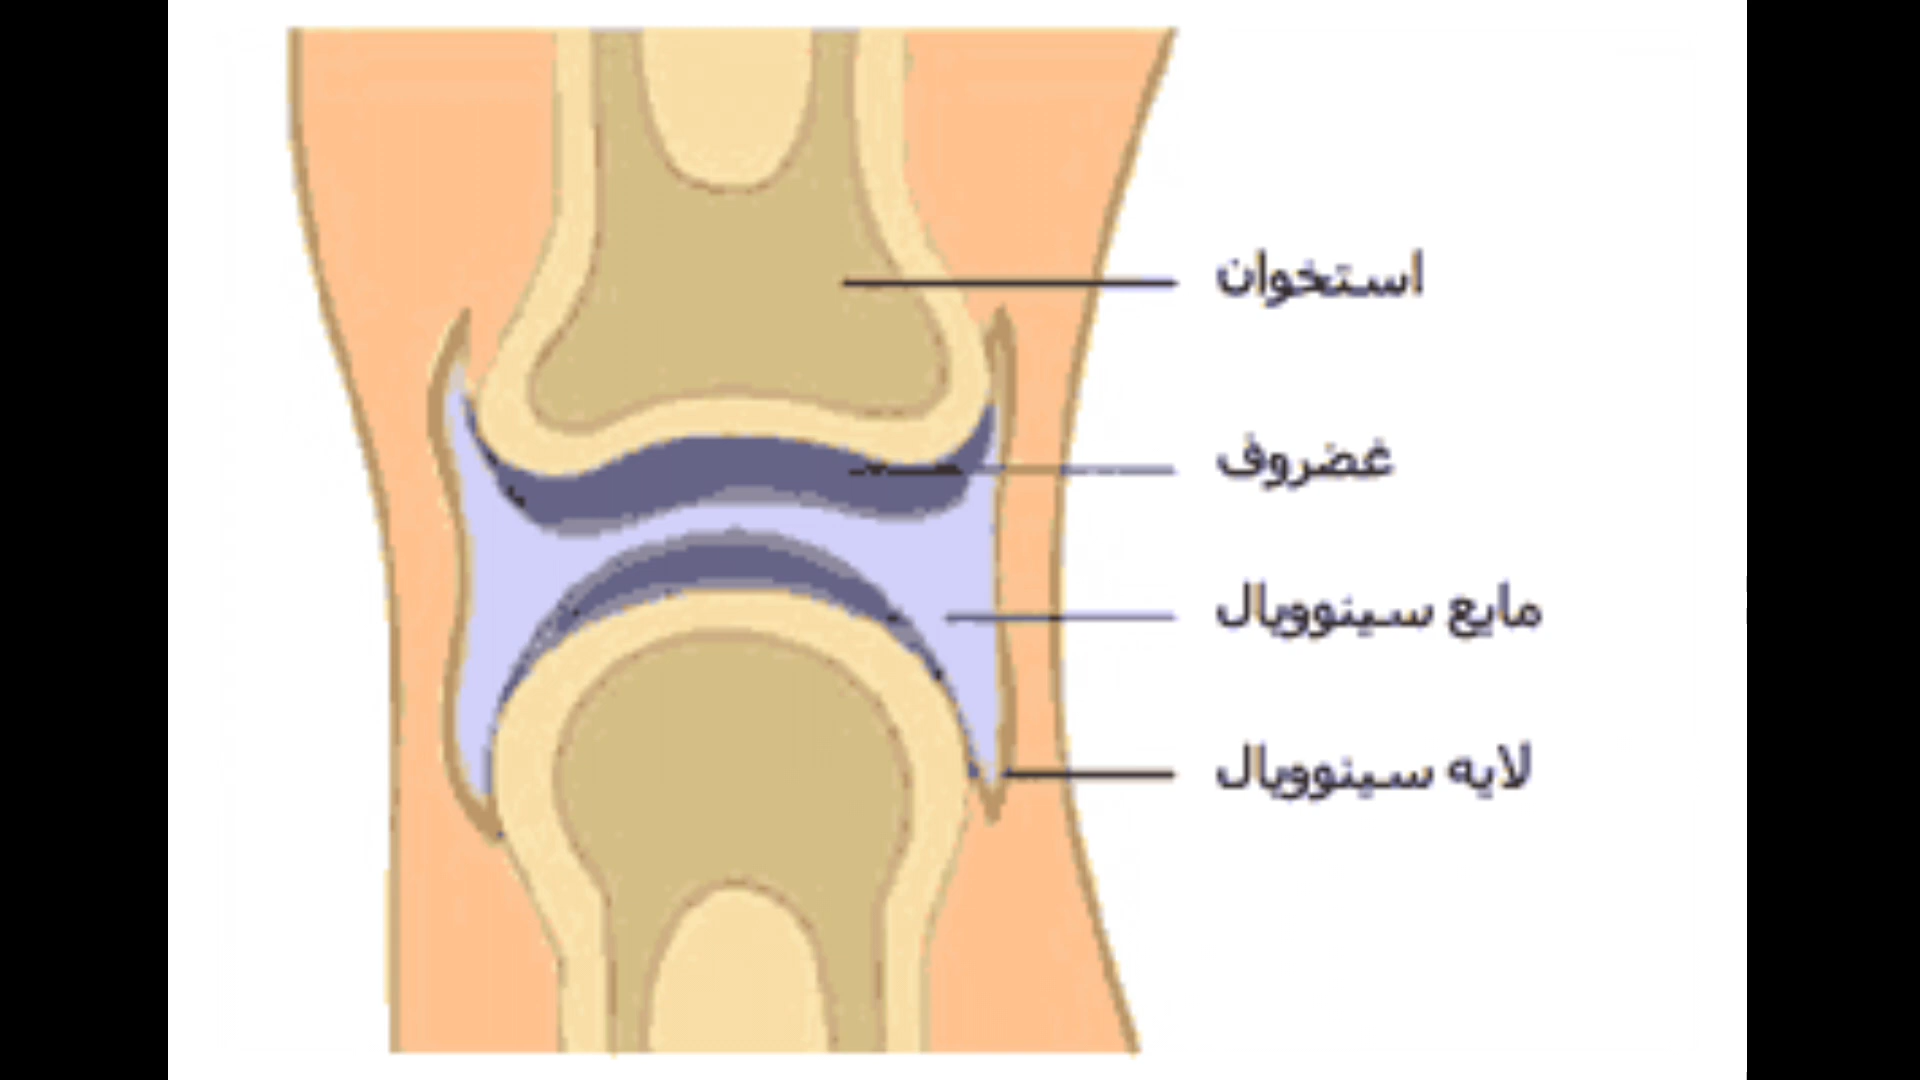 استخوان
غضروف
مایع سینوویال
لایه سینوویال